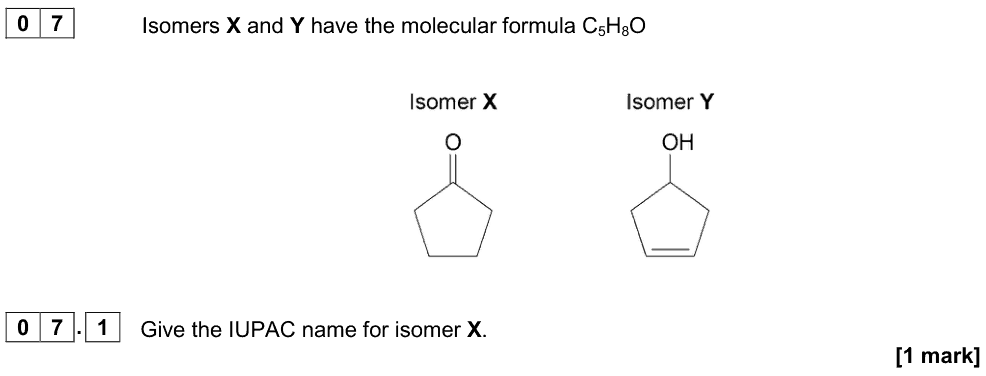 0 7 Isomers X and Y have the molecular formula C₅H₈O
Isomer X Isomer Y
O OH
0 7 . 1 Give the IUPAC name for isomer X.
[1 mark]